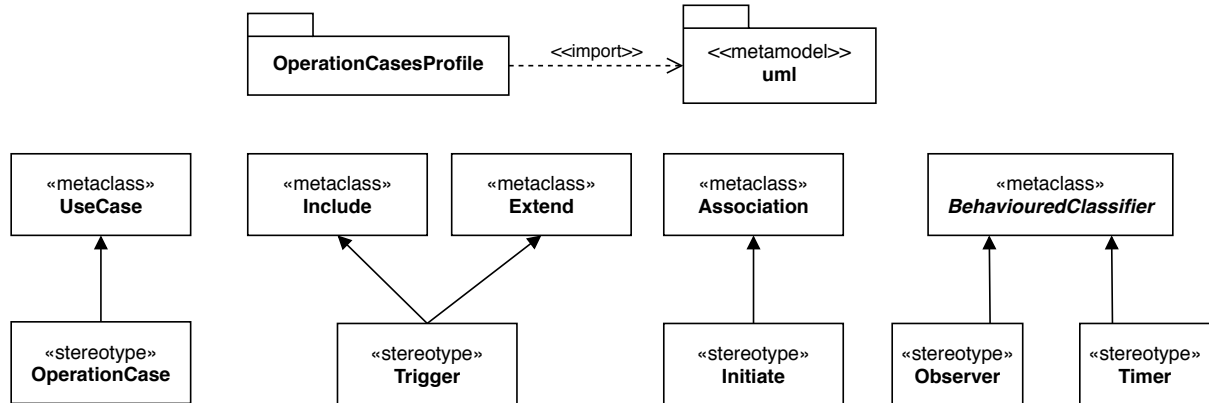 OperationCasesProfile
<<import>>
<<metamodel>>
uml
«metaclass»
UseCase
«metaclass»
Include
«metaclass»
Extend
«metaclass»
Association
«metaclass»
BehaviouredClassifier
«stereotype»
OperationCase
«stereotype»
Trigger
«stereotype»
Initiate
«stereotype»
Observer
«stereotype»
Timer